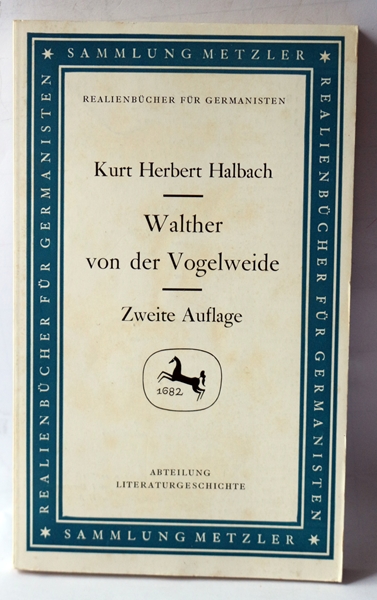 ✶ SAMMLUNG METZLER ✶
REALIENBÜCHER FÜR GERMANISTEN
REALIENBÜCHER FÜR GERMANISTEN
REALIENBÜCHER FÜR GERMANISTEN
Kurt Herbert Halbach
Walther
von der Vogelweide
Zweite Auflage
1682
ABTEILUNG
LITERATURGESCHICHTE
✶ SAMMLUNG METZLER ✶